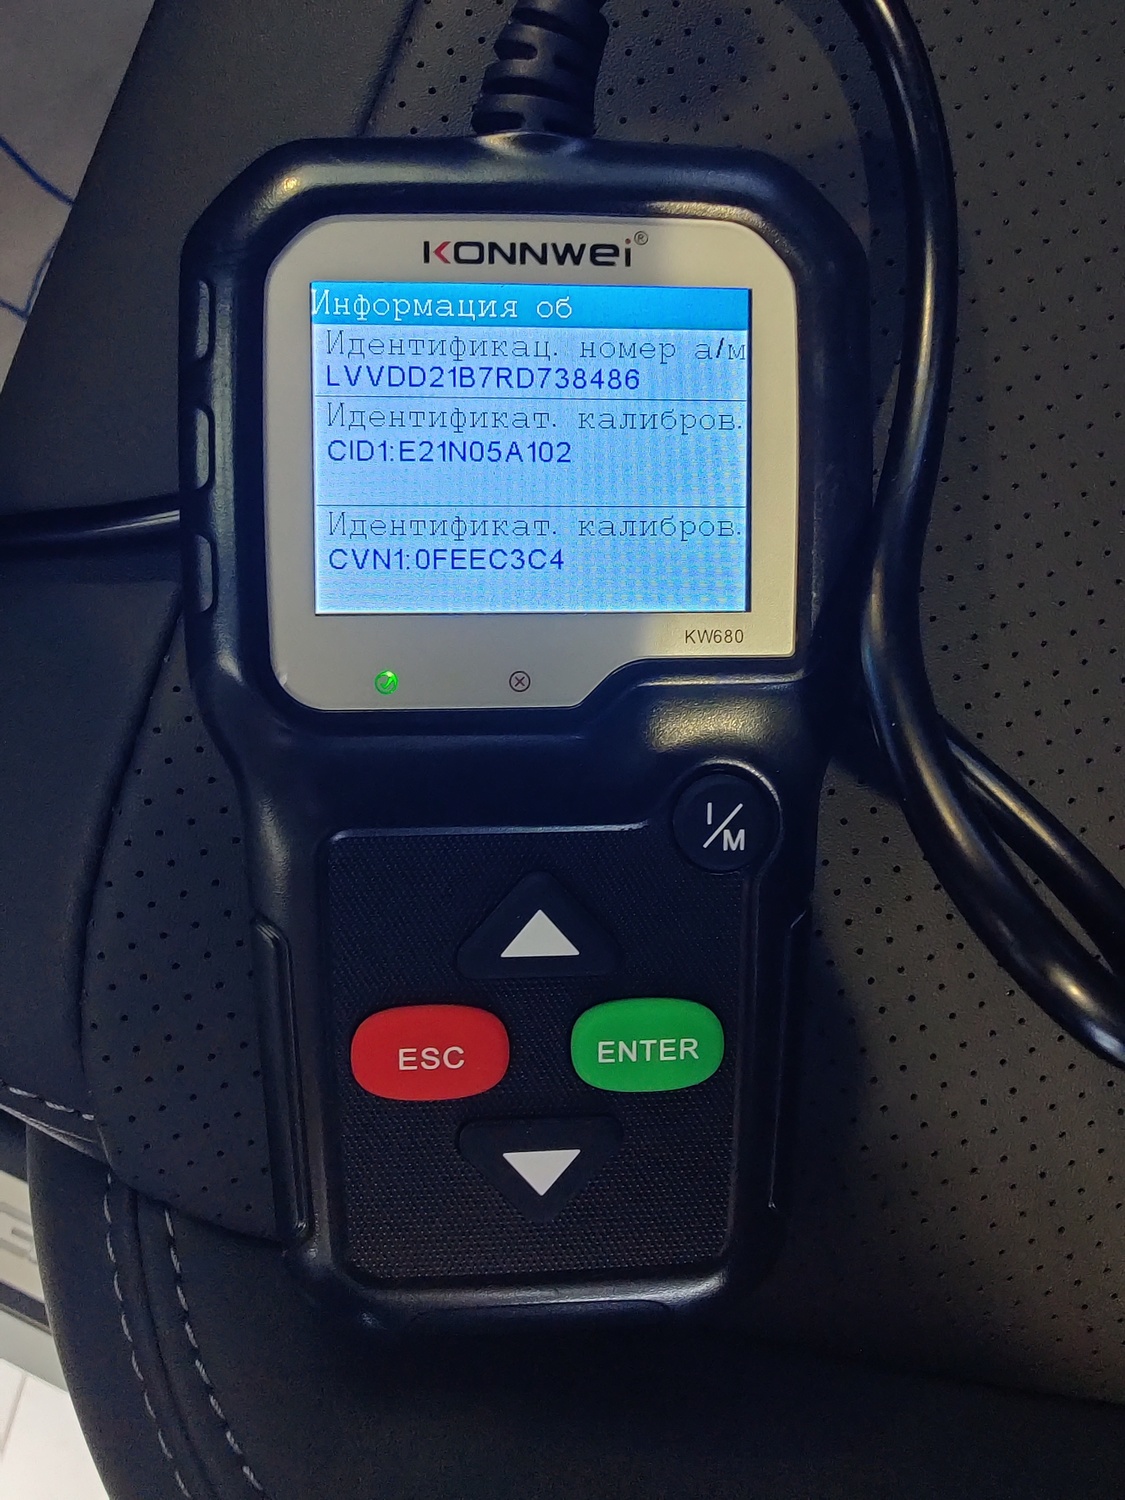 KONNWEI®
Информация об
Идентификац. номер а/м
LVVDD21B7RD738486
Идентификат. калибров.
CID1:E21N05A102
Идентификат. калибров.
CVN1:0FEEC3C4
KW680
I/M
ESC
ENTER